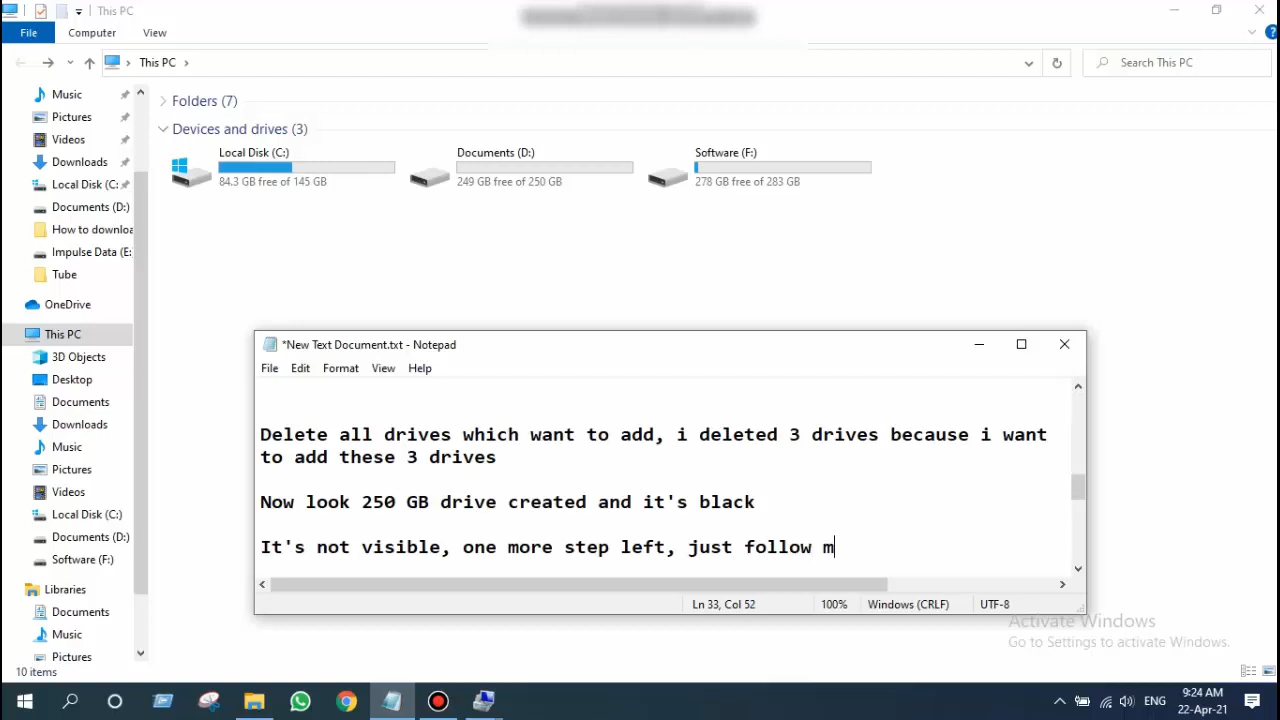 This PC
File
Computer
View
This PC
Search This PC
Music
Pictures
Videos
Downloads
Local Disk (C:
Documents (D:)
How to downloa
Impulse Data (E:
Tube
OneDrive
This PC
3D Objects
Desktop
Documents
Downloads
Music
Pictures
Videos
Local Disk (C:)
Documents (D:)
Software (F:)
Libraries
Documents
Music
Pictures
10 items
Folders (7)
Devices and drives (3)
Local Disk (C:)
84.3 GB free of 145 GB
Documents (D:)
249 GB free of 250 GB
Software (F:)
278 GB free of 283 GB
*New Text Document.txt - Notepad
File Edit Format View Help
Delete all drives which want to add, i deleted 3 drives because i want
to add these 3 drives
Now look 250 GB drive created and it's black
It's not visible, one more step left, just follow m
Ln 33, Col 52
100%
Windows (CRLF)
UTF-8
Activate Windows
Go to Settings to activate Windows.
ENG
9:24 AM
22-Apr-21